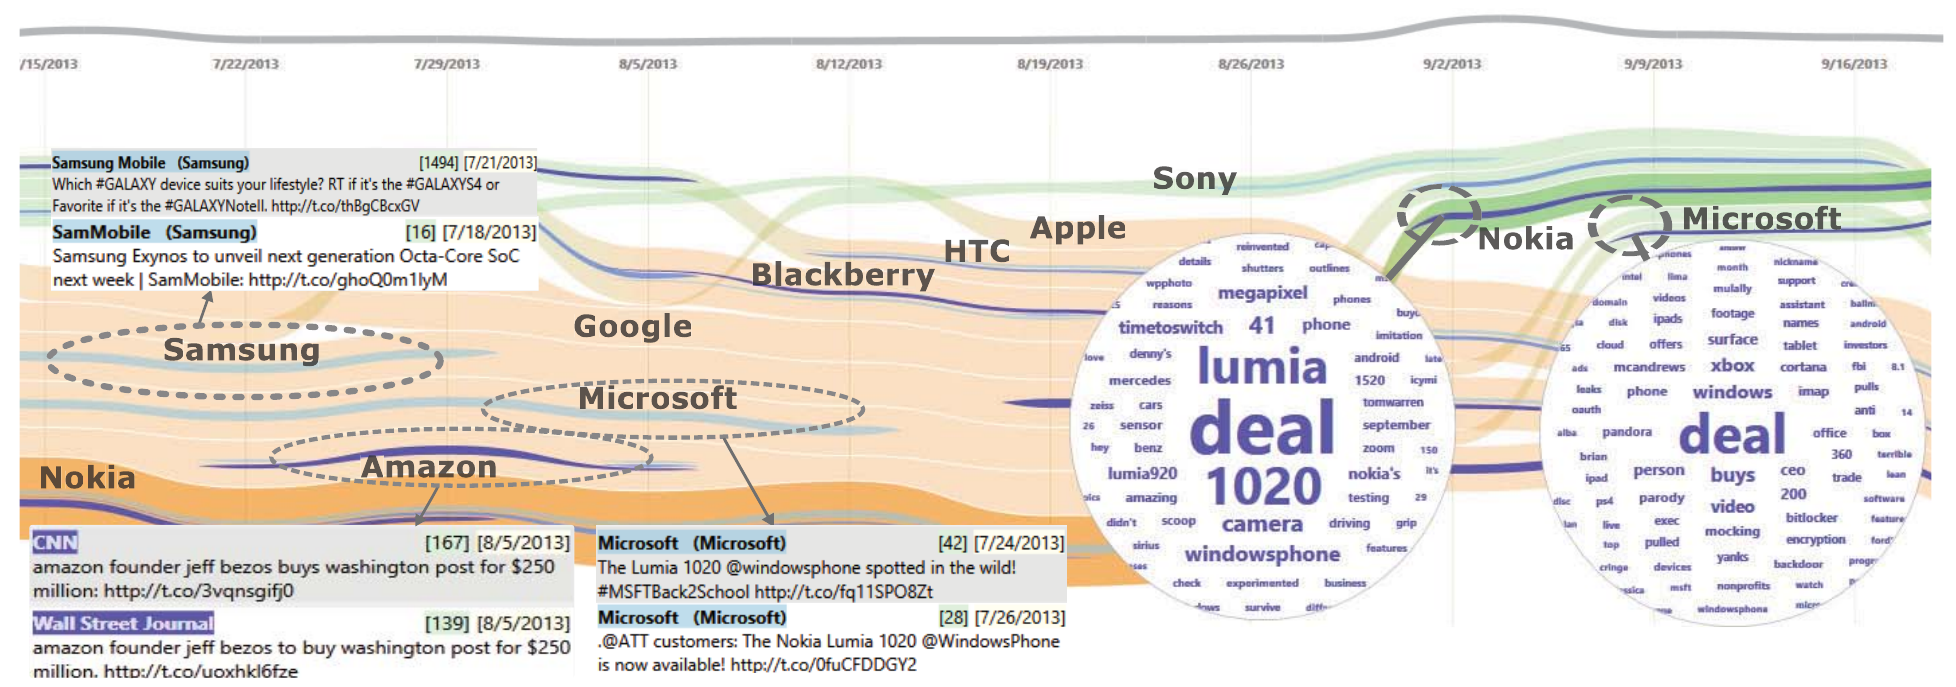 /15/2013 7/22/2013 7/29/2013 8/5/2013 8/12/2013 8/19/2013 8/26/2013 9/2/2013 9/9/2013 9/16/2013
Samsung Mobile (Samsung) [1494] [7/21/2013]
Which #GALAXY device suits your lifestyle? RT if it's the #GALAXYS4 or
Favorite if it's the #GALAXYNoteII. http://t.co/thBgCBcxGV
SamMobile (Samsung) [16] [7/18/2013]
Samsung Exynos to unveil next generation Octa-Core SoC
next week | SamMobile: http://t.co/ghoQ0m1lyM
Sony
Apple
HTC
Blackberry
Google
Samsung
Microsoft
Amazon
Nokia
Nokia
Microsoft
CNN [167] [8/5/2013]
amazon founder jeff bezos buys washington post for $250
million: http://t.co/3vqnsgifj0
Wall Street Journal [139] [8/5/2013]
amazon founder jeff bezos to buy washington post for $250
million. http://t.co/uoxhkl6fze
Microsoft (Microsoft) [42] [7/24/2013]
The Lumia 1020 @windowsphone spotted in the wild!
#MSFTBack2School http://t.co/fq11SPO8Zt
Microsoft (Microsoft) [28] [7/26/2013]
.@ATT customers: The Nokia Lumia 1020 @WindowsPhone
is now available! http://t.co/0fuCFDDGY2
reinvented
details shutters outlines
wpphoto megapixel phones
reasons
timetoswitch 41 phone imitation
love denny's lumia android late
mercedes 1520 icymi
zeiss cars tomwarren
26 sensor deal september
hey benz zoom 150
lumia920 nokia's it's
amazing 1020 testing 29
didn't scoop camera driving grip
sirius windowsphone features
check experimented business
survive
month nickname
intel llma mulally support
domain videos footage assistant
disk ipads names android
65 cloud offers surface tablet investors
ads mcandrews xbox cortana fbi 8.1
leaks phone windows imap pulls
oauth anti 14
alba pandora deal office box
brian 360 terrible
ipad person buys ceo trade lean
disc ps4 parody video 200 software
live exec mocking bitlocker feature
top pulled encryption
cringe devices yanks backdoor
msft nonprofits watch
windowsphone